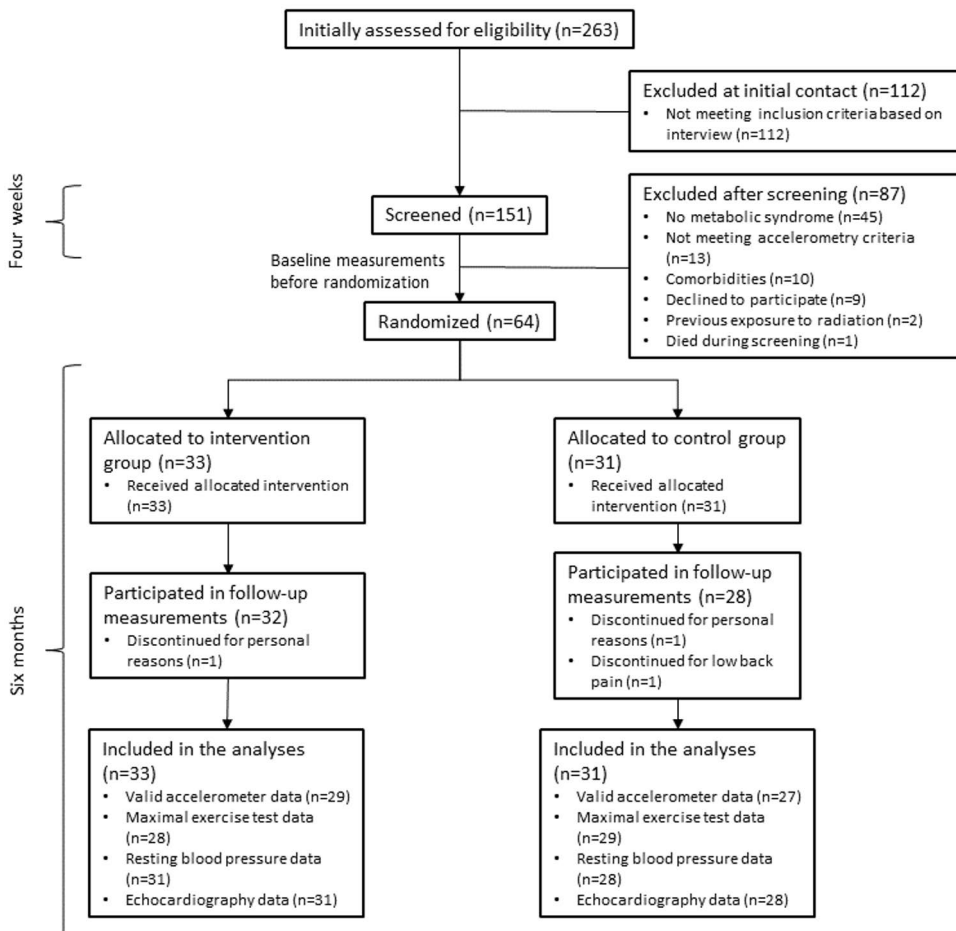 Initially assessed for eligibility (n=263)
Excluded at initial contact (n=112)
• Not meeting inclusion criteria based on
interview (n=112)
Four weeks
Screened (n=151)
Excluded after screening (n=87)
• No metabolic syndrome (n=45)
• Not meeting accelerometry criteria
(n=13)
• Comorbidities (n=10)
• Declined to participate (n=9)
• Previous exposure to radiation (n=2)
• Died during screening (n=1)
Baseline measurements
before randomization
Randomized (n=64)
Six months
Allocated to intervention
group (n=33)
• Received allocated intervention
(n=33)
Allocated to control group
(n=31)
• Received allocated
intervention (n=31)
Participated in follow-up
measurements (n=32)
• Discontinued for personal
reasons (n=1)
Participated in follow-up
measurements (n=28)
• Discontinued for personal
reasons (n=1)
• Discontinued for low back
pain (n=1)
Included in the analyses
(n=33)
• Valid accelerometer data (n=29)
• Maximal exercise test data
(n=28)
• Resting blood pressure data
(n=31)
• Echocardiography data (n=31)
Included in the analyses
(n=31)
• Valid accelerometer data (n=27)
• Maximal exercise test data
(n=29)
• Resting blood pressure data
(n=28)
• Echocardiography data (n=28)